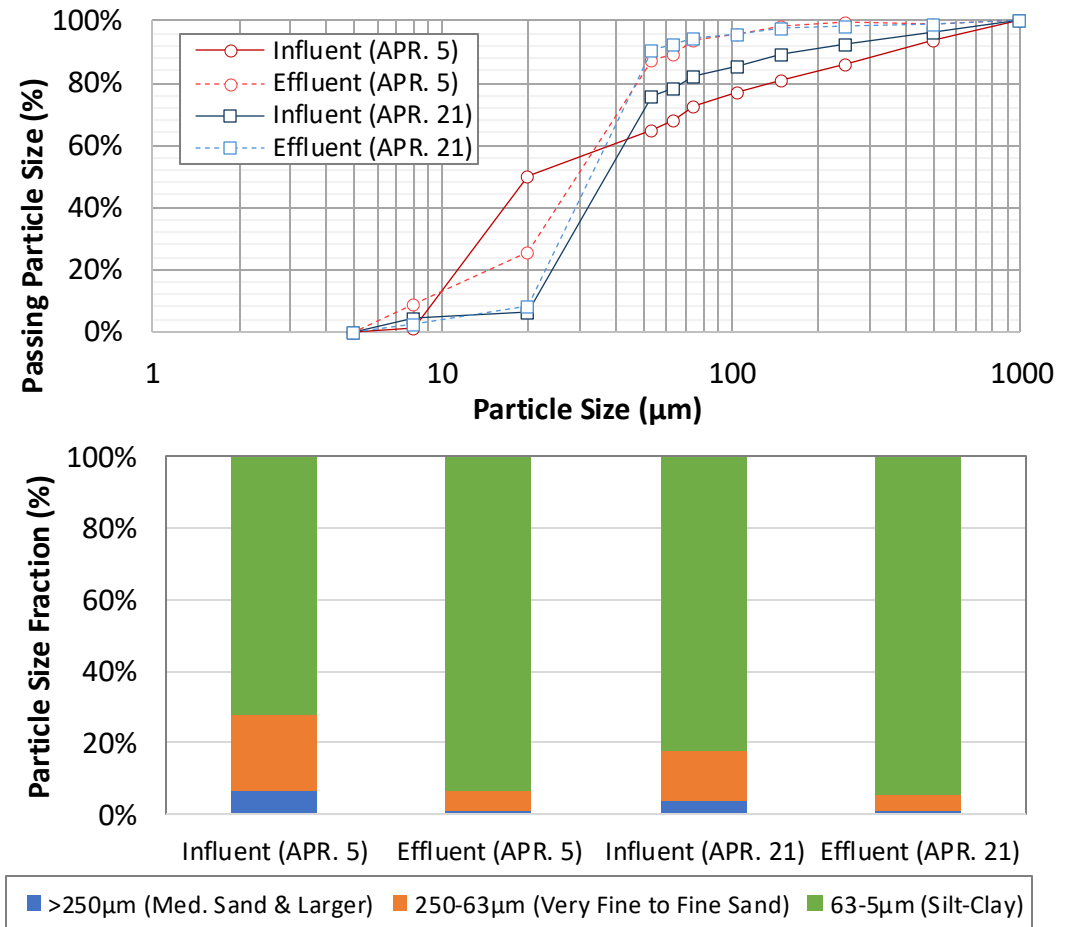 Passing Particle Size (%)
100%
80%
60%
40%
20%
0%
Influent (APR. 5)
Effluent (APR. 5)
Influent (APR. 21)
Effluent (APR. 21)
1 10 100 1000
Particle Size (µm)
Particle Size Fraction (%)
100%
80%
60%
40%
20%
0%
Influent (APR. 5) Effluent (APR. 5) Influent (APR. 21) Effluent (APR. 21)
>250µm (Med. Sand & Larger) 250-63µm (Very Fine to Fine Sand) 63-5µm (Silt-Clay)